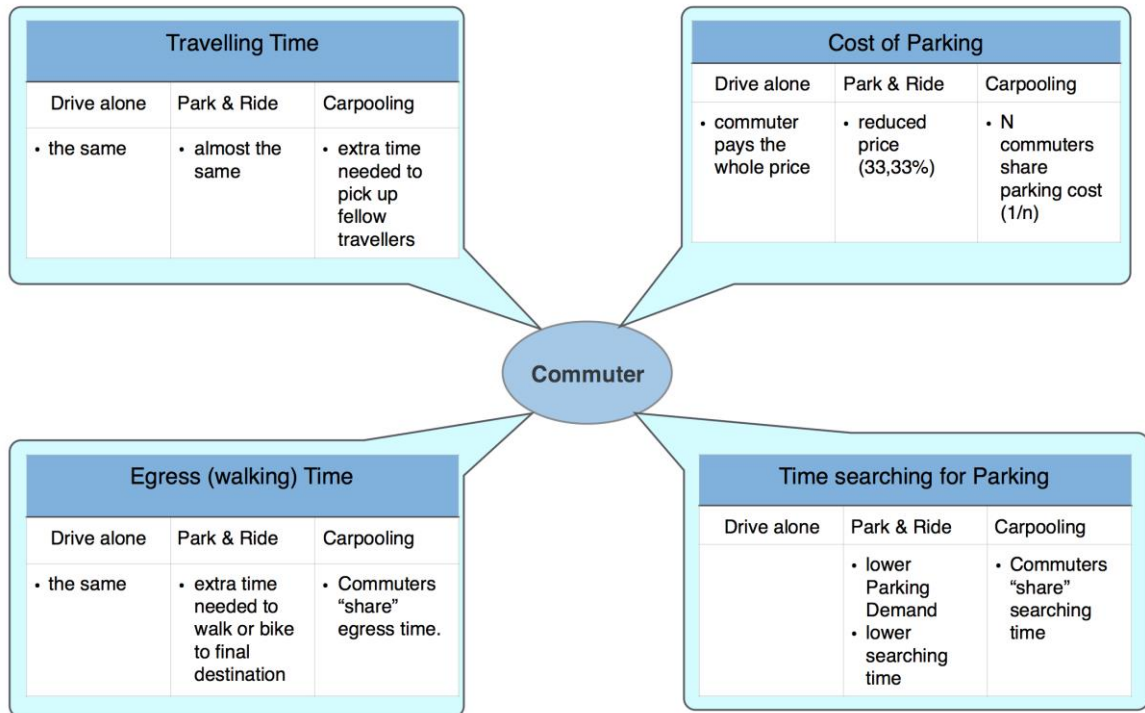 Travelling Time
Drive alone
Park & Ride
Carpooling
• the same
• almost the
same
• extra time
needed to
pick up
fellow
travellers
Cost of Parking
Drive alone
Park & Ride
Carpooling
• commuter
pays the
whole price
• reduced
price
(33,33%)
• N
commuters
share
parking cost
(1/n)
Commuter
Egress (walking) Time
Drive alone
Park & Ride
Carpooling
• the same
• extra time
needed to
walk or bike
to final
destination
• Commuters
“share”
egress time.
Time searching for Parking
Drive alone
Park & Ride
Carpooling
• lower
Parking
Demand
• lower
searching
time
• Commuters
“share”
searching
time